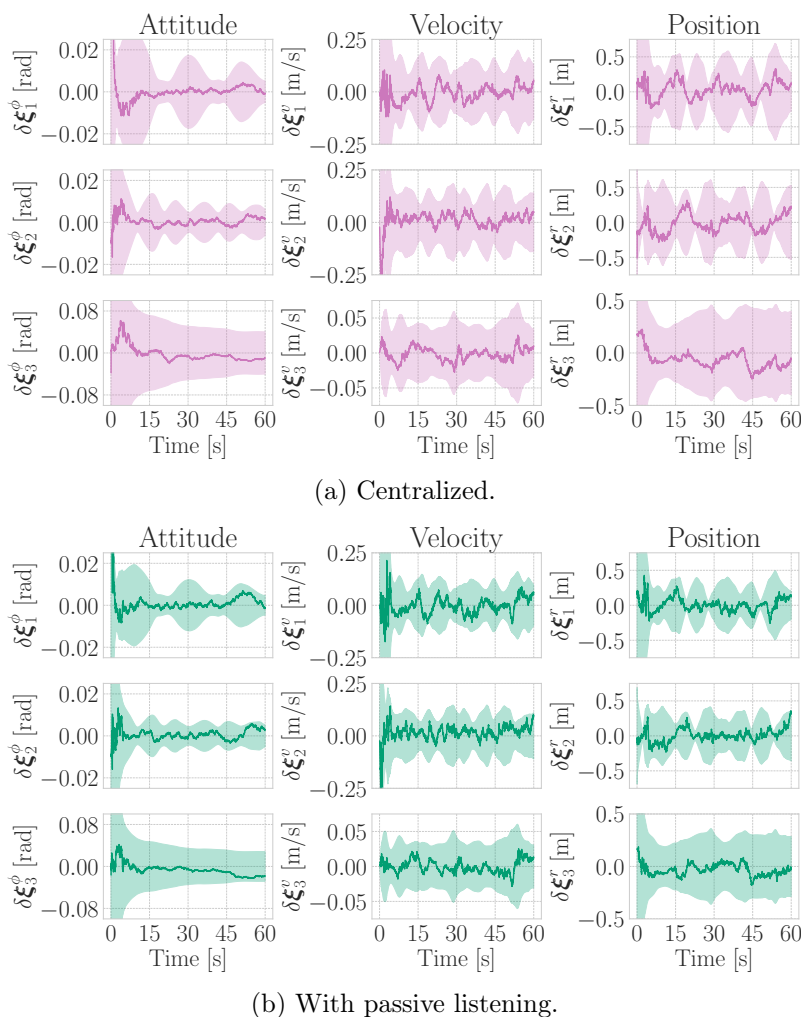 Attitude Velocity Position
δξ₁^ϕ [rad] 0.02 0.00 −0.02
δξ₁^v [m/s] 0.25 0.00 −0.25
δξ₁^r [m] 0.5 0.0 −0.5
δξ₂^ϕ [rad] 0.02 0.00 −0.02
δξ₂^v [m/s] 0.25 0.00 −0.25
δξ₂^r [m] 0.5 0.0 −0.5
δξ₃^ϕ [rad] 0.08 0.00 −0.08
δξ₃^v [m/s] 0.05 0.00 −0.05
δξ₃^r [m] 0.5 0.0 −0.5
0 15 30 45 60 0 15 30 45 60 0 15 30 45 60
Time [s] Time [s] Time [s]
(a) Centralized.
Attitude Velocity Position
δξ₁^ϕ [rad] 0.02 0.00 −0.02
δξ₁^v [m/s] 0.25 0.00 −0.25
δξ₁^r [m] 0.5 0.0 −0.5
δξ₂^ϕ [rad] 0.02 0.00 −0.02
δξ₂^v [m/s] 0.25 0.00 −0.25
δξ₂^r [m] 0.5 0.0 −0.5
δξ₃^ϕ [rad] 0.08 0.00 −0.08
δξ₃^v [m/s] 0.05 0.00 −0.05
δξ₃^r [m] 0.5 0.0 −0.5
0 15 30 45 60 0 15 30 45 60 0 15 30 45 60
Time [s] Time [s] Time [s]
(b) With passive listening.